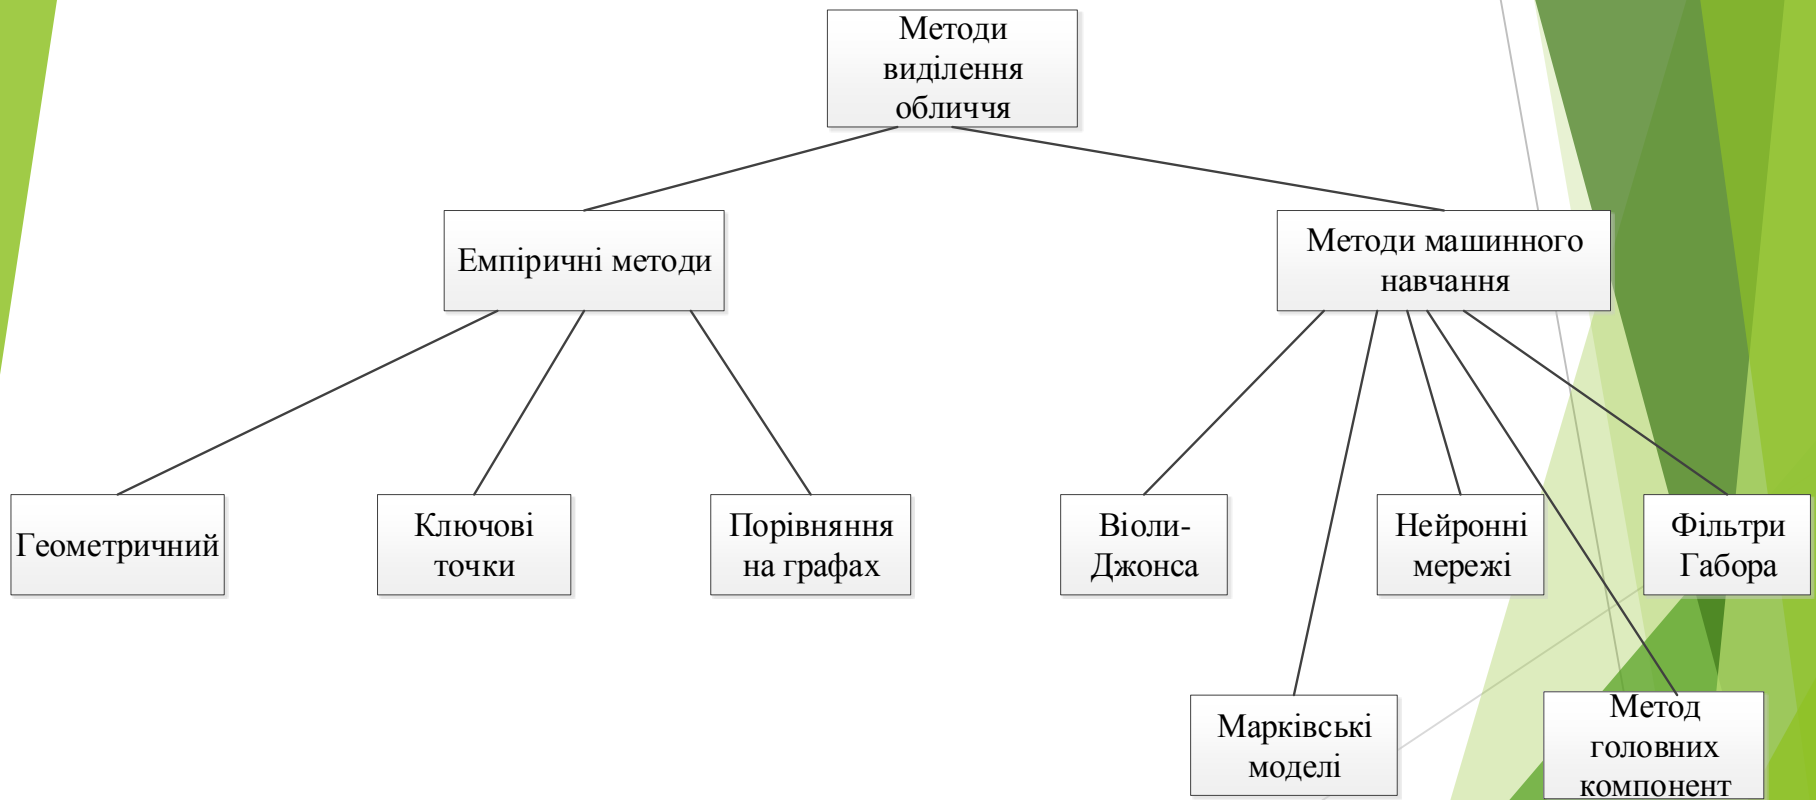 Методи
виділення
обличчя
Емпіричні методи
Методи машинного
навчання
Геометричний
Ключові
точки
Порівняння
на графах
Віоли-
Джонса
Нейронні
мережі
Фільтри
Габора
Марківські
моделі
Метод
головних
компонент